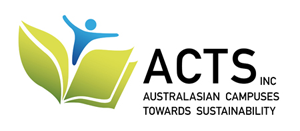 ACTS INC
AUSTRALASIAN CAMPUSES
TOWARDS SUSTAINABILITY